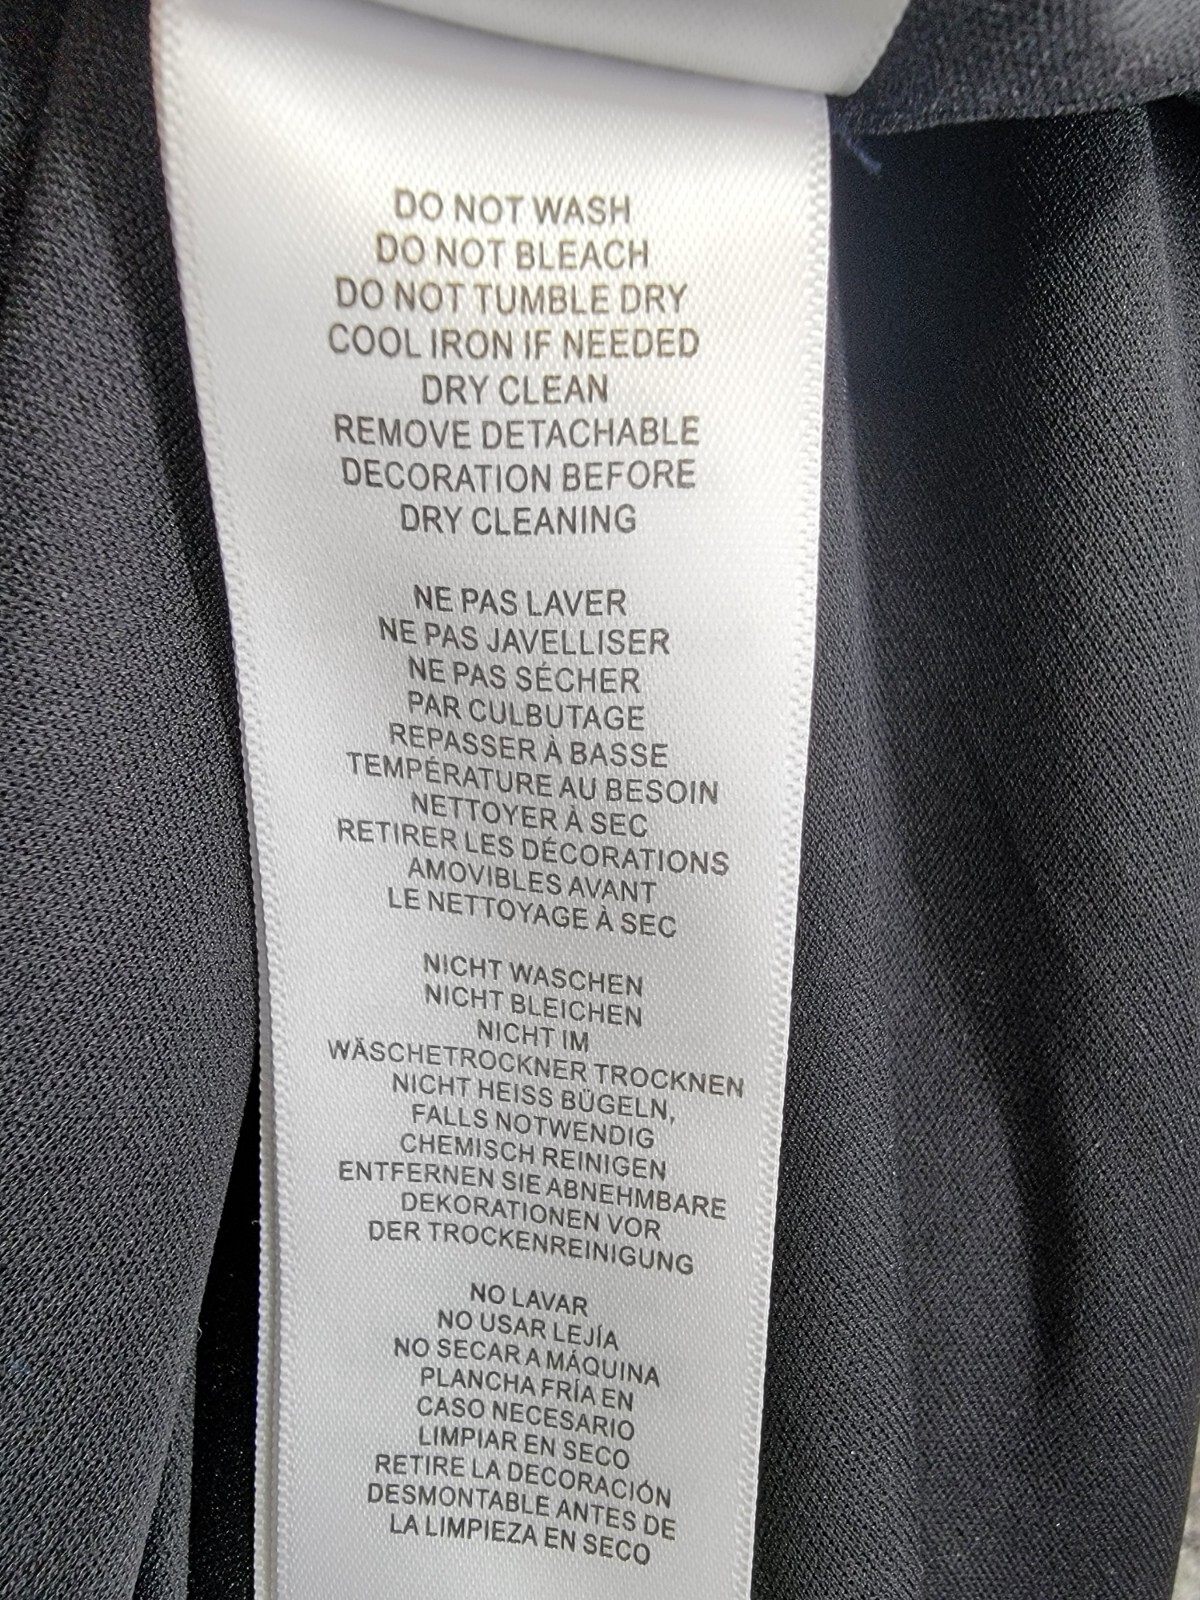 DO NOT WASH
DO NOT BLEACH
DO NOT TUMBLE DRY
COOL IRON IF NEEDED
DRY CLEAN
REMOVE DETACHABLE
DECORATION BEFORE
DRY CLEANING
NE PAS LAVER
NE PAS JAVELLISER
NE PAS SÉCHER
PAR CULBUTAGE
REPASSER À BASSE
TEMPÉRATURE AU BESOIN
NETTOYER À SEC
RETIRER LES DÉCORATIONS
AMOVIBLES AVANT
LE NETTOYAGE À SEC
NICHT WASCHEN
NICHT BLEICHEN
NICHT IM
WÄSCHETROCKNER TROCKNEN
NICHT HEISS BÜGELN,
FALLS NOTWENDIG
CHEMISCH REINIGEN
ENTFERNEN SIE ABNEHMBARE
DEKORATIONEN VOR
DER TROCKENREINIGUNG
NO LAVAR
NO USAR LEJÍA
NO SECAR A MÁQUINA
PLANCHA FRÍA EN
CASO NECESARIO
LIMPIAR EN SECO
RETIRE LA DECORACIÓN
DESMONTABLE ANTES DE
LA LIMPIEZA EN SECO